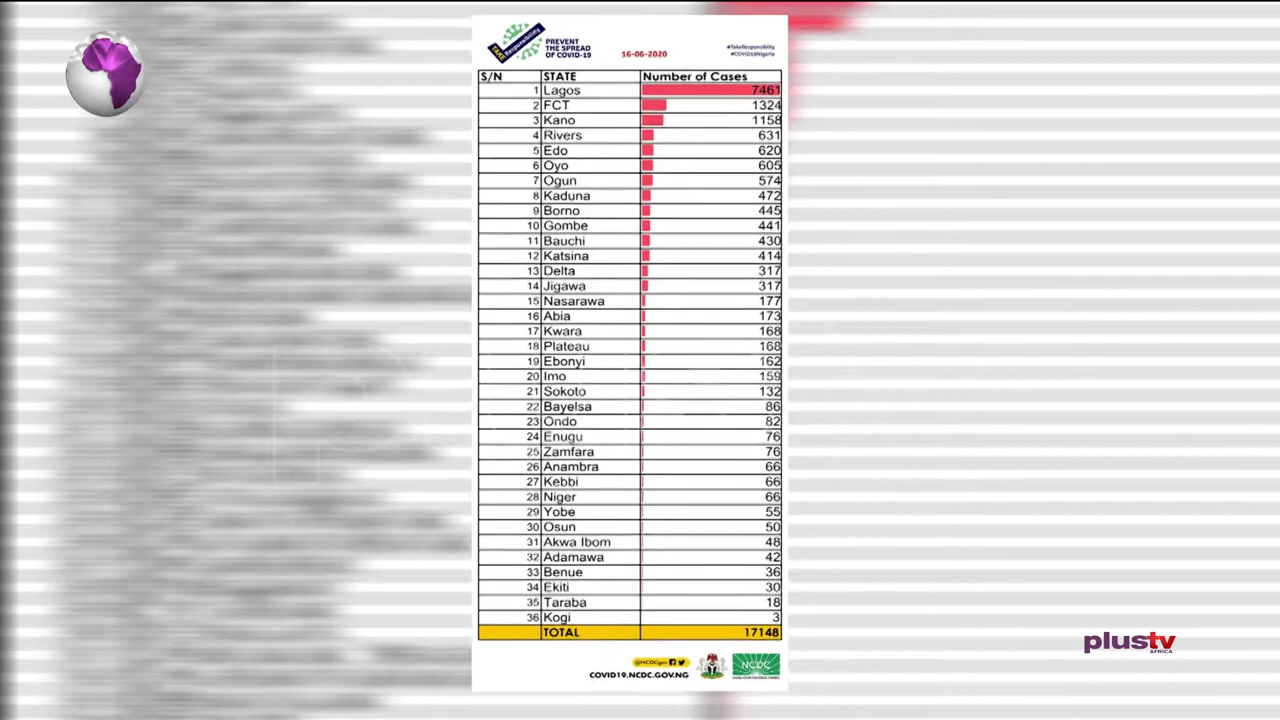 TAKE Responsibility
PREVENT
THE SPREAD
OF COVID-19
16-06-2020
#TakeResponsibility
#COVID19Nigeria
S/N STATE Number of Cases
1 Lagos 7461
2 FCT 1324
3 Kano 1158
4 Rivers 631
5 Edo 620
6 Oyo 605
7 Ogun 574
8 Kaduna 472
9 Borno 445
10 Gombe 441
11 Bauchi 430
12 Katsina 414
13 Delta 317
14 Jigawa 317
15 Nasarawa 177
16 Abia 173
17 Kwara 168
18 Plateau 168
19 Ebonyi 162
20 Imo 159
21 Sokoto 132
22 Bayelsa 86
23 Ondo 82
24 Enugu 76
25 Zamfara 76
26 Anambra 66
27 Kebbi 66
28 Niger 66
29 Yobe 55
30 Osun 50
31 Akwa Ibom 48
32 Adamawa 42
33 Benue 36
34 Ekiti 30
35 Taraba 18
36 Kogi 3
TOTAL 17148
@NCDCgov
COVID19.NCDC.GOV.NG
NCDC
plustv
AFRICA